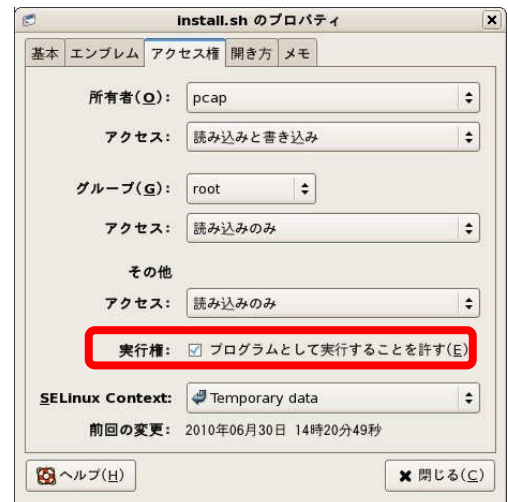 install.sh のプロパティ
基本 エンブレム アクセス権 開き方 メモ
所有者(O): pcap
アクセス: 読み込みと書き込み
グループ(G): root
アクセス: 読み込みのみ
その他
アクセス: 読み込みのみ
実行権: プログラムとして実行することを許す(E)
SELinux Context: Temporary data
前回の変更: 2010年06月30日 14時20分49秒
ヘルプ(H) 閉じる(C)